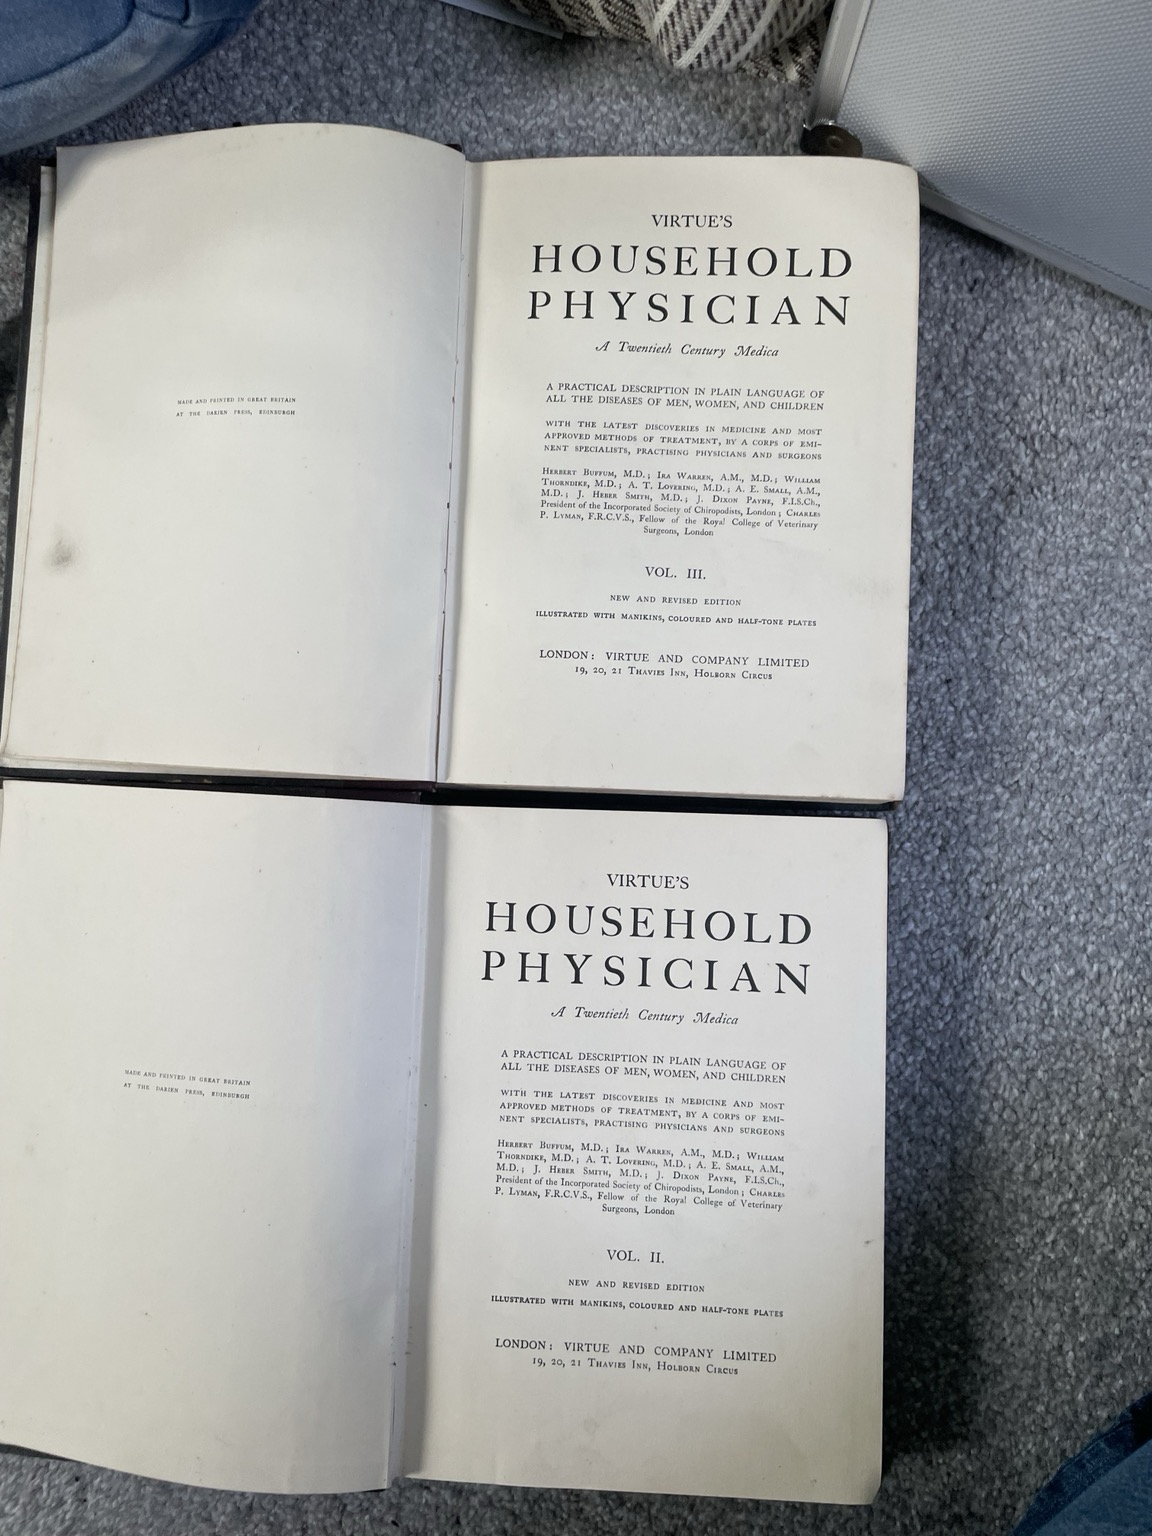 MADE AND PRINTED IN GREAT BRITAIN
AT THE DARIEN PRESS, EDINBURGH
VIRTUE'S
HOUSEHOLD
PHYSICIAN
A Twentieth Century Medica
A PRACTICAL DESCRIPTION IN PLAIN LANGUAGE OF
ALL THE DISEASES OF MEN, WOMEN, AND CHILDREN
WITH THE LATEST DISCOVERIES IN MEDICINE AND MOST
APPROVED METHODS OF TREATMENT, BY A CORPS OF EMI-
NENT SPECIALISTS, PRACTISING PHYSICIANS AND SURGEONS
HERBERT BUFFUM, M.D.; IRA WARREN, A.M., M.D.; WILLIAM
THORNDIKE, M.D.; A. T. LOVERING, M.D.; A. E. SMALL, A.M.,
M.D.; J. HEBER SMITH, M.D.; J. DIXON PAYNE, F.I.S.Ch.,
President of the Incorporated Society of Chiropodists, London; CHARLES
P. LYMAN, F.R.C.V.S., Fellow of the Royal College of Veterinary
Surgeons, London
VOL. III.
NEW AND REVISED EDITION
ILLUSTRATED WITH MANIKINS, COLOURED AND HALF-TONE PLATES
LONDON: VIRTUE AND COMPANY LIMITED
19, 20, 21 THAVIES INN, HOLBORN CIRCUS
MADE AND PRINTED IN GREAT BRITAIN
AT THE DARIEN PRESS, EDINBURGH
VIRTUE'S
HOUSEHOLD
PHYSICIAN
A Twentieth Century Medica
A PRACTICAL DESCRIPTION IN PLAIN LANGUAGE OF
ALL THE DISEASES OF MEN, WOMEN, AND CHILDREN
WITH THE LATEST DISCOVERIES IN MEDICINE AND MOST
APPROVED METHODS OF TREATMENT, BY A CORPS OF EMI-
NENT SPECIALISTS, PRACTISING PHYSICIANS AND SURGEONS
HERBERT BUFFUM, M.D.; IRA WARREN, A.M., M.D.; WILLIAM
THORNDIKE, M.D.; A. T. LOVERING, M.D.; A. E. SMALL, A.M.,
M.D.; J. HEBER SMITH, M.D.; J. DIXON PAYNE, F.I.S.Ch.,
President of the Incorporated Society of Chiropodists, London; CHARLES
P. LYMAN, F.R.C.V.S., Fellow of the Royal College of Veterinary
Surgeons, London
VOL. II.
NEW AND REVISED EDITION
ILLUSTRATED WITH MANIKINS, COLOURED AND HALF-TONE PLATES
LONDON: VIRTUE AND COMPANY LIMITED
19, 20, 21 THAVIES INN, HOLBORN CIRCUS